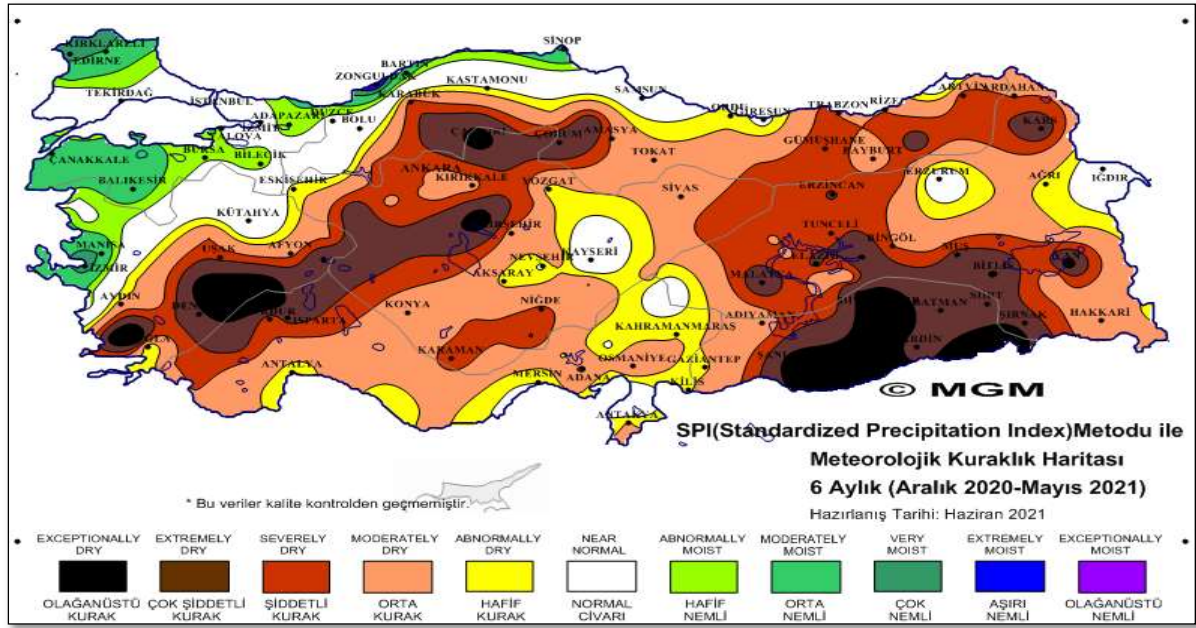 SİNOP
KIRKLARELİ
EDİRNE
BARTIN
ZONGULDAK
KASTAMONU
TEKİRDAĞ
İSTANBUL
KARABÜK
SAMSUN
ARTVİN
ARDAHAN
ORDU
GİRESUN
TRABZON
RİZE
ADAPAZARI
DÜZCE
BOLU
İZMİT
YALOVA
ÇORUM
AMASYA
GÜMÜŞHANE
KARS
ÇANAKKALE
BURSA
BİLECİK
TOKAT
BAYBURT
ANKARA
BALIKESİR
ESKİŞEHİR
KIRIKKALE
YOZGAT
SİVAS
ERZİNCAN
ERZURUM
AĞRI
IĞDIR
KÜTAHYA
MANİSA
UŞAK
AFYON
KAYSERİ
TUNCELİ
BİNGÖL
MUŞ
İZMİR
NEVŞEHİR
ELAZIĞ
BİTLİS
VAN
AKSARAY
MALATYA
AYDIN
KONYA
NİĞDE
BATMAN
SİİRT
ISPARTA
ADIYAMAN
ŞIRNAK
HAKKARİ
KAHRAMANMARAŞ
KARAMAN
OSMANİYE
GAZİANTEP
ANTALYA
MERSİN
ADANA
KİLİS
ANTAKYA
© MGM
SPI(Standardized Precipitation Index)Metodu ile
Meteorolojik Kuraklık Haritası
6 Aylık (Aralık 2020-Mayıs 2021)
Hazırlanış Tarihi: Haziran 2021
* Bu veriler kalite kontrolden geçmemiştir.
EXCEPTIONALLY DRY
EXTREMELY DRY
SEVERELY DRY
MODERATELY DRY
ABNORMALLY DRY
NEAR NORMAL
ABNORMALLY MOIST
MODERATELY MOIST
VERY MOIST
EXTREMELY MOIST
EXCEPTIONALLY MOIST
OLAĞANÜSTÜ KURAK
ÇOK ŞİDDETLİ KURAK
ŞİDDETLİ KURAK
ORTA KURAK
HAFİF KURAK
NORMAL CİVARI
HAFİF NEMLİ
ORTA NEMLİ
ÇOK NEMLİ
AŞIRI NEMLİ
OLAĞANÜSTÜ NEMLİ